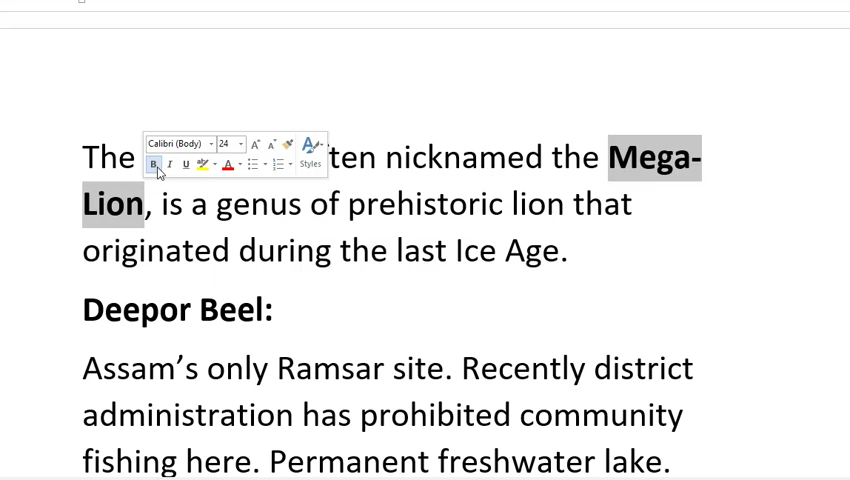 Calibri (Body) 24
B I U ab A Styles
The ten nicknamed the Mega-
Lion, is a genus of prehistoric lion that
originated during the last Ice Age.
Deepor Beel:
Assam’s only Ramsar site. Recently district
administration has prohibited community
fishing here. Permanent freshwater lake.